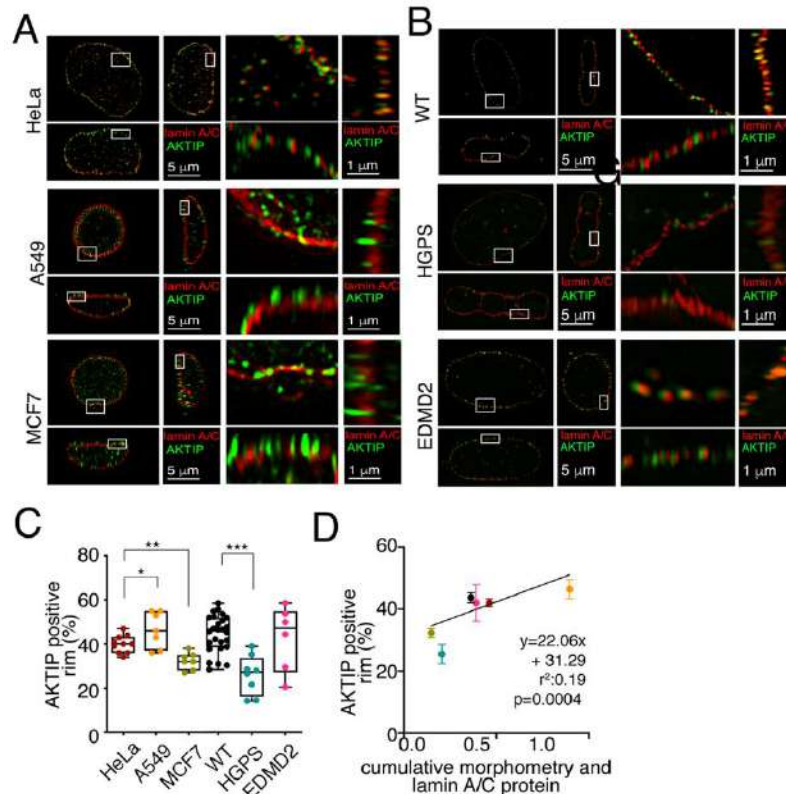 A
HeLa
lamin A/C
AKTIP
5 μm
lamin A/C
AKTIP
1 μm
A549
lamin A/C
AKTIP
5 μm
lamin A/C
AKTIP
1 μm
MCF7
lamin A/C
AKTIP
5 μm
lamin A/C
AKTIP
1 μm
B
WT
lamin A/C
AKTIP
5 μm
lamin A/C
AKTIP
1 μm
G
HGPS
lamin A/C
AKTIP
5 μm
lamin A/C
AKTIP
1 μm
EDMD2
lamin A/C
AKTIP
5 μm
lamin A/C
AKTIP
1 μm
C
AKTIP positive
rim (%)
80
60
40
20
0
*
**
***
HeLa
A549
MCF7
WT
HGPS
EDMD2
D
AKTIP positive
rim (%)
60
40
20
0
y=22.06x
+ 31.29
r²:0.19
p=0.0004
0.0 0.5 1.0
cumulative morphometry and
lamin A/C protein